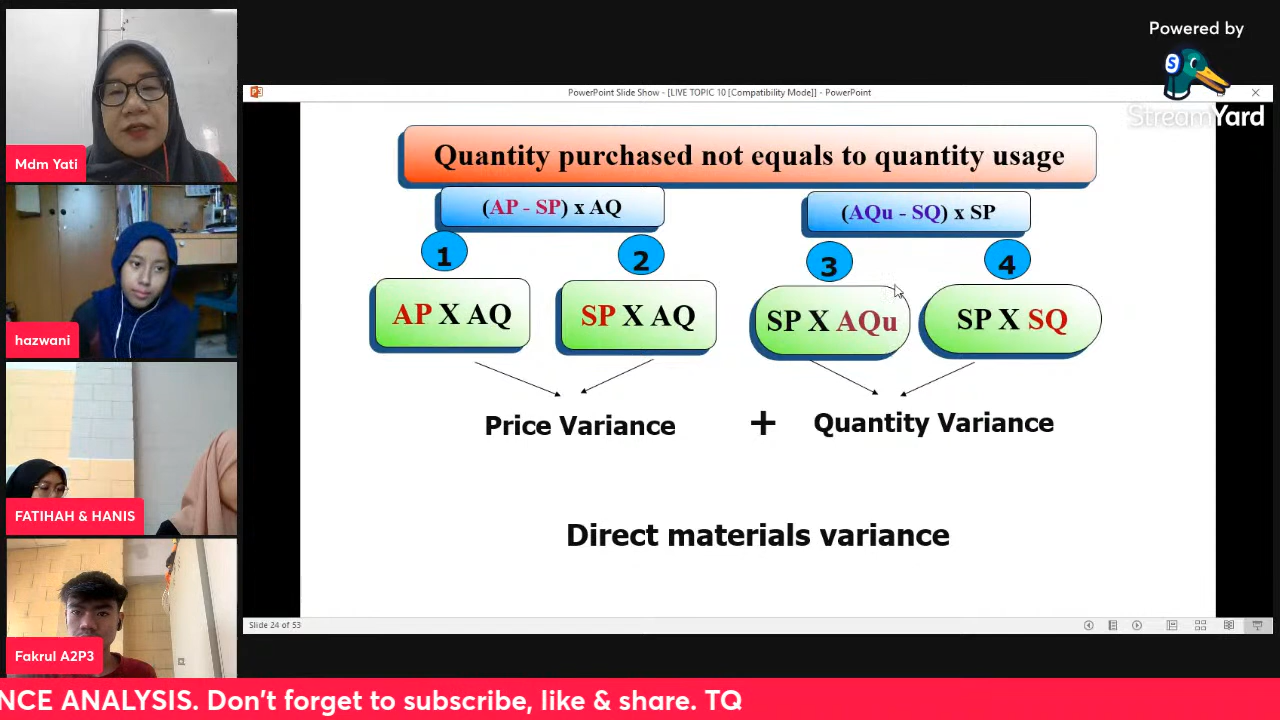 Powered by
S
StreamYard
PowerPoint Slide Show - [LIVE TOPIC 10 [Compatibility Mode]] - PowerPoint
Quantity purchased not equals to quantity usage
(AP - SP) x AQ
(AQu - SQ) x SP
1
2
3
4
AP X AQ
SP X AQ
SP X AQu
SP X SQ
Price Variance
+
Quantity Variance
Direct materials variance
Slide 24 of 53
Mdm Yati
hazwani
FATIHAH & HANIS
Fakrul A2P3
NCE ANALYSIS. Don't forget to subscribe, like & share. TQ